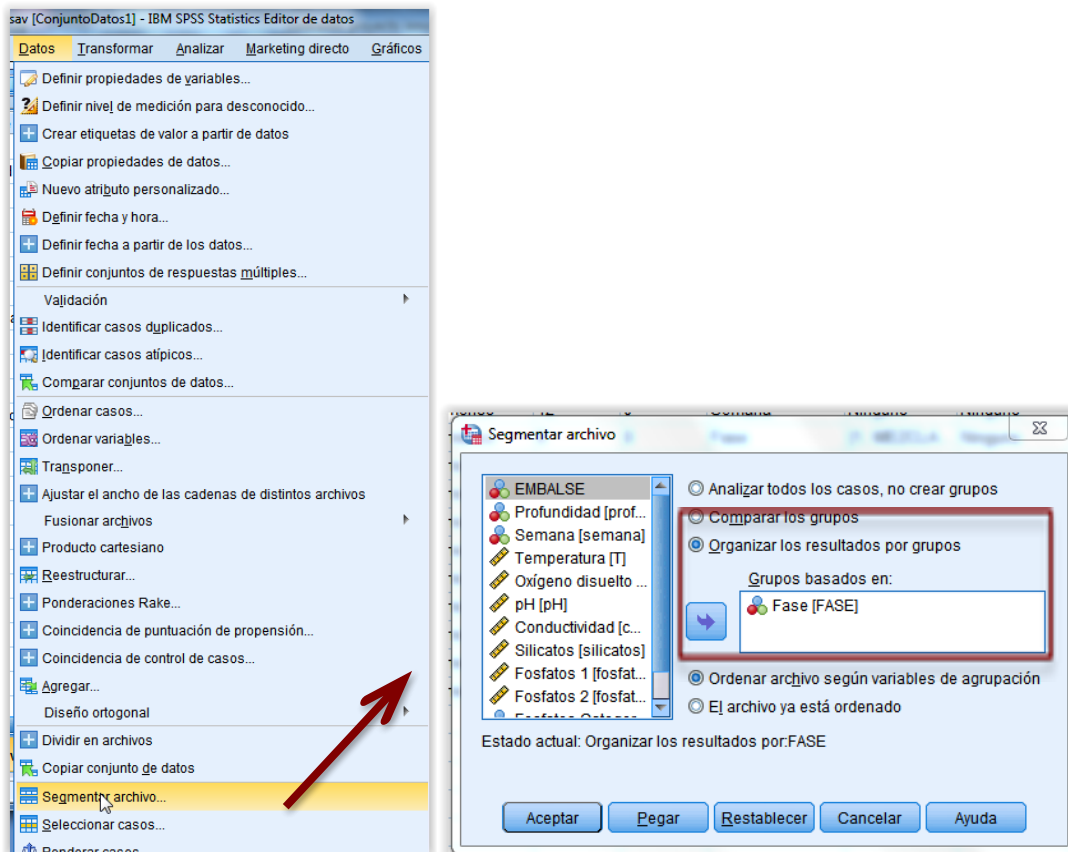 sav [ConjuntoDatos1] - IBM SPSS Statistics Editor de datos
Datos Transformar Analizar Marketing directo Gráficos
Definir propiedades de variables...
Definir nivel de medición para desconocido...
Crear etiquetas de valor a partir de datos
Copiar propiedades de datos...
Nuevo atributo personalizado...
Definir fecha y hora...
Definir fecha a partir de los datos...
Definir conjuntos de respuestas múltiples...
Validación
Identificar casos duplicados...
Identificar casos atípicos...
Comparar conjuntos de datos...
Ordenar casos...
Ordenar variables...
Transponer...
Ajustar el ancho de las cadenas de distintos archivos
Fusionar archivos
Producto cartesiano
Reestructurar...
Ponderaciones Rake...
Coincidencia de puntuación de propensión...
Coincidencia de control de casos...
Agregar...
Diseño ortogonal
Dividir en archivos
Copiar conjunto de datos
Segmentar archivo...
Seleccionar casos...
Ponderar casos...
Segmentar archivo
EMBALSE
Profundidad [prof...
Semana [semana]
Temperatura [T]
Oxígeno disuelto ...
pH [pH]
Conductividad [c...
Silicatos [silicatos]
Fosfatos 1 [fosfat...
Fosfatos 2 [fosfat...
Analizar todos los casos, no crear grupos
Comparar los grupos
Organizar los resultados por grupos
Grupos basados en:
Fase [FASE]
Ordenar archivo según variables de agrupación
El archivo ya está ordenado
Estado actual: Organizar los resultados por:FASE
Aceptar Pegar Restablecer Cancelar Ayuda